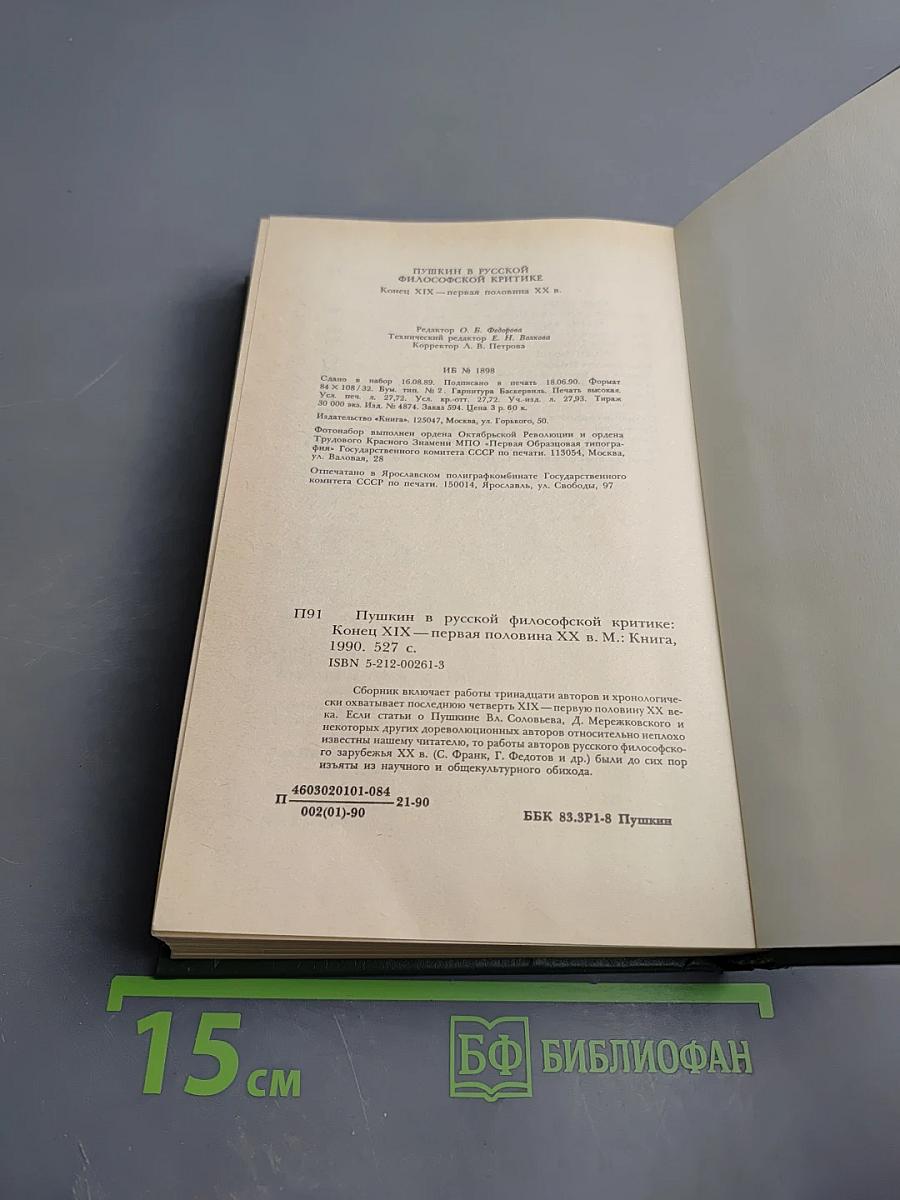 ПУШКИН В РУССКОЙ
ФИЛОСОФСКОЙ КРИТИКЕ
Конец XIX — первая половина XX в.
Редактор О. Б. Федорова
Технический редактор Е. Н. Волкова
Корректор Л. В. Петрова
ИБ № 1898
Сдано в набор 16.08.89. Подписано в печать 18.06.90. Формат
84 × 108/32. Бум. тип. № 2. Гарнитура Баскервиль. Печать высокая.
Усл. печ. л. 27,72. Усл. кр.-отт. 27,72. Уч.-изд. л. 27,93. Тираж
30 000 экз. Изд. № 4874. Заказ 594. Цена 3 р. 60 к.
Издательство «Книга». 125047, Москва, ул. Горького, 50.
Фотонабор выполнен ордена Октябрьской Революции и ордена
Трудового Красного Знамени МПО «Первая Образцовая типогра-
фия» Государственного комитета СССР по печати. 113054, Москва,
ул. Валовая, 28
Отпечатано в Ярославском полиграфкомбинате Государственного
комитета СССР по печати. 150014, Ярославль, ул. Свободы, 97
П91 Пушкин в русской философской критике:
Конец XIX — первая половина XX в. М.: Книга,
1990. 527 с.
ISBN 5-212-00261-3
Сборник включает работы тринадцати авторов и хронологиче-
ски охватывает последнюю четверть XIX — первую половину XX ве-
ка. Если статьи о Пушкине Вл. Соловьева, Д. Мережковского и
некоторых других дореволюционных авторов относительно неплохо
известны нашему читателю, то работы авторов русского философско-
го зарубежья XX в. (С. Франк, Г. Федотов и др.) были до сих пор
изъяты из научного и общекультурного обихода.
П 4603020101-084
002(01)-90 21-90
ББК 83.3Р1-8 Пушкин
15 см
БФ БИБЛИОФАН